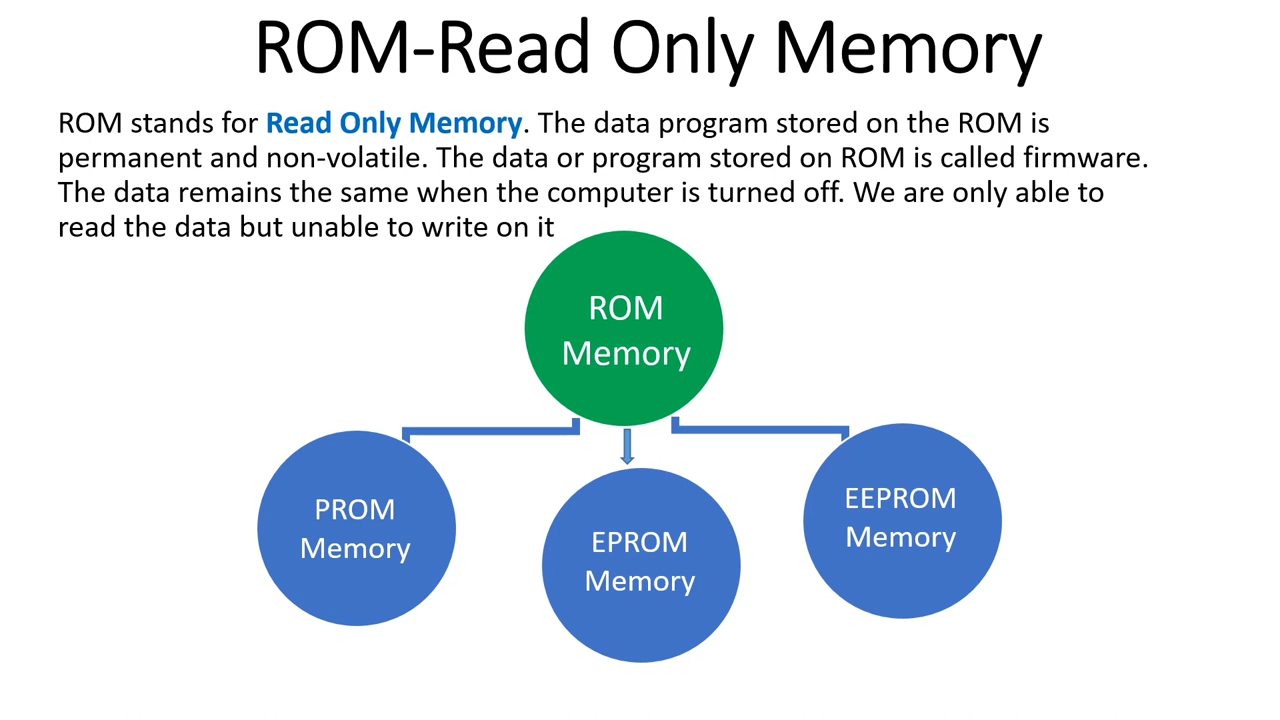 ROM-Read Only Memory
ROM stands for Read Only Memory. The data program stored on the ROM is
permanent and non-volatile. The data or program stored on ROM is called firmware.
The data remains the same when the computer is turned off. We are only able to
read the data but unable to write on it
ROM
Memory
PROM
Memory
EPROM
Memory
EEPROM
Memory